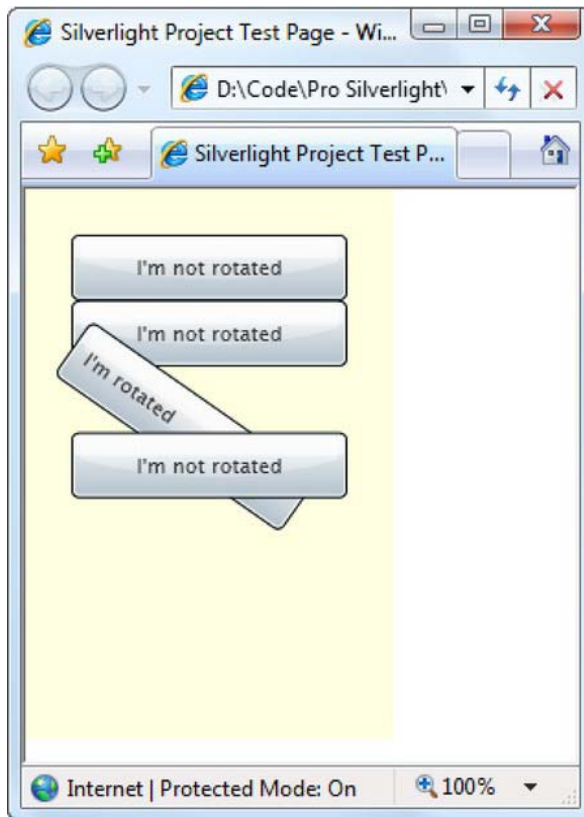 Silverlight Project Test Page - Wi...
D:\Code\Pro Silverlight\
Silverlight Project Test P...
I'm not rotated
I'm not rotated
I'm rotated
I'm not rotated
Internet | Protected Mode: On
100%